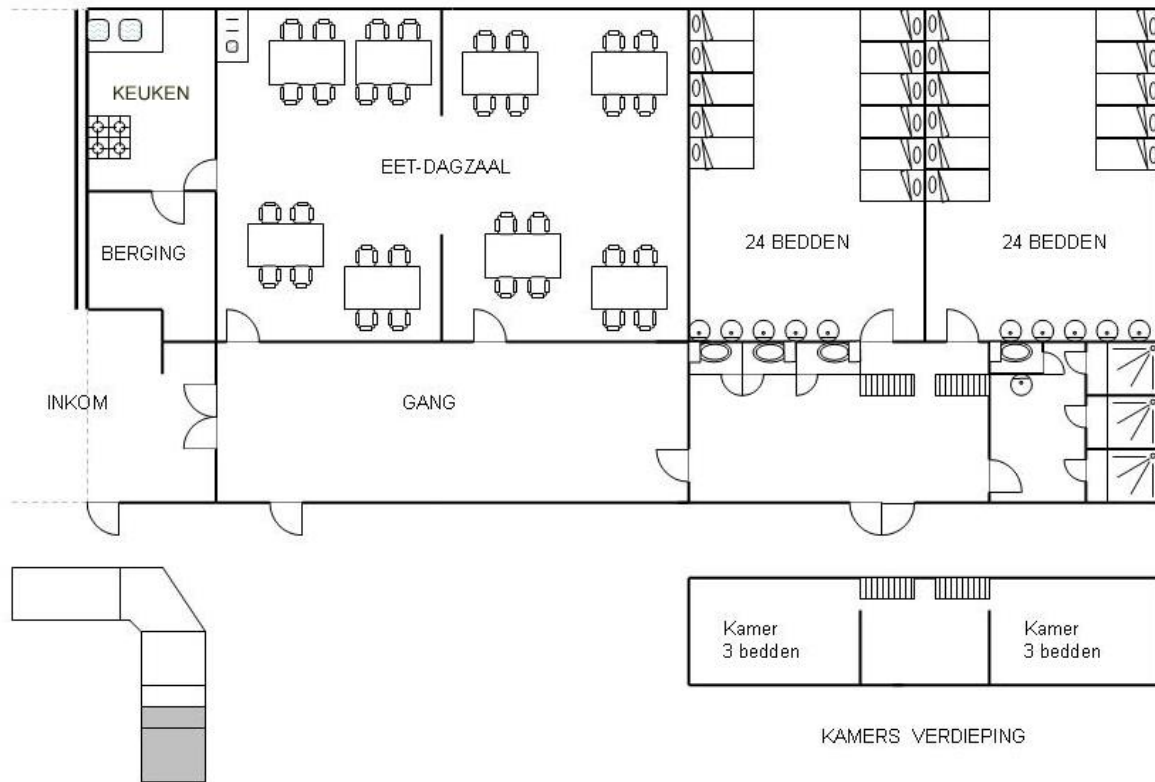 KEUKEN
EET-DAGZAAL
BERGING
24 BEDDEN
24 BEDDEN
INKOM
GANG
Kamer
3 bedden
Kamer
3 bedden
KAMERS VERDIEPING